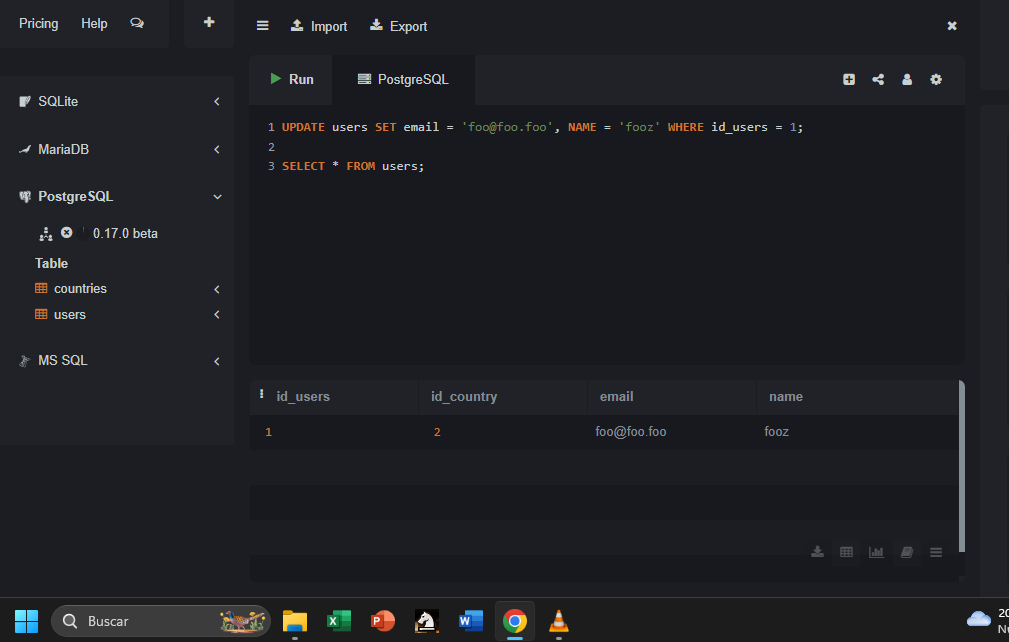 Pricing Help
Import Export
SQLite
MariaDB
PostgreSQL
0.17.0 beta
Table
countries
users
MS SQL
Run PostgreSQL
1 UPDATE users SET email = 'foo@foo.foo', NAME = 'fooz' WHERE id_users = 1;
2
3 SELECT * FROM users;
id_users id_country email name
1 2 foo@foo.foo fooz
Buscar